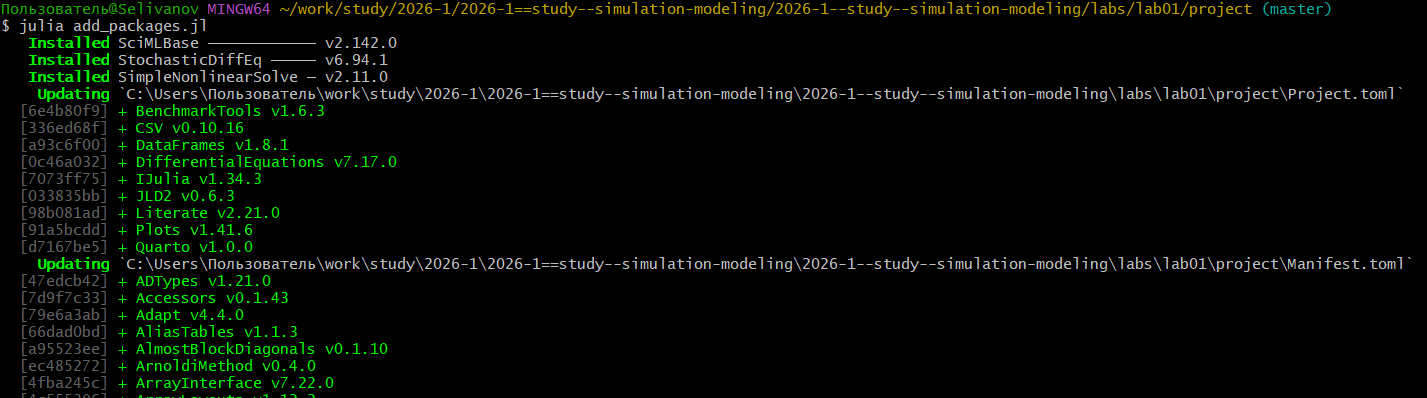 Пользователь@Selivanov MINGW64 ~/work/study/2026-1/2026-1==study--simulation-modeling/2026-1--study--simulation-modeling/labs/lab01/project (master)
$ julia add_packages.jl
Installed SciMLBase ──────────── v2.142.0
Installed StochasticDiffEq ───── v6.94.1
Installed SimpleNonlinearSolve ─ v2.11.0
Updating `C:\Users\Пользователь\work\study\2026-1\2026-1==study--simulation-modeling\2026-1--study--simulation-modeling\labs\lab01\project\Project.toml`
[6e4b80f9] + BenchmarkTools v1.6.3
[336ed68f] + CSV v0.10.16
[a93c6f00] + DataFrames v1.8.1
[0c46a032] + DifferentialEquations v7.17.0
[7073ff75] + IJulia v1.34.3
[033835bb] + JLD2 v0.6.3
[98b081ad] + Literate v2.21.0
[91a5bcdd] + Plots v1.41.6
[d7167be5] + Quarto v1.0.0
Updating `C:\Users\Пользователь\work\study\2026-1\2026-1==study--simulation-modeling\2026-1--study--simulation-modeling\labs\lab01\project\Manifest.toml`
[47edcb42] + ADTypes v1.21.0
[7d9f7c33] + Accessors v0.1.43
[79e6a3ab] + Adapt v4.4.0
[66dad0bd] + AliasTables v1.1.3
[a95523ee] + AlmostBlockDiagonals v0.1.10
[ec485272] + ArnoldiMethod v0.4.0
[4fba245c] + ArrayInterface v7.22.0